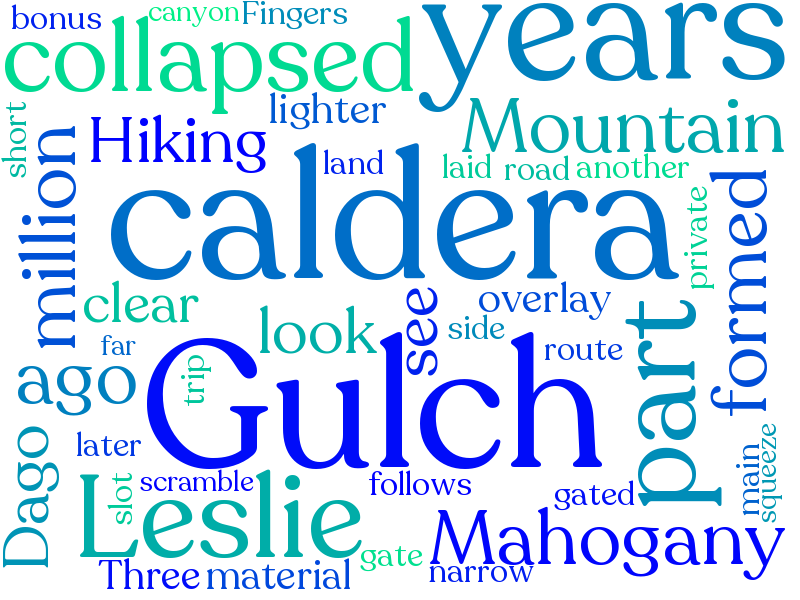 bonus
canyon
Fingers
years
collapsed
lighter
Mountain
short
Hiking
land
laid
road
another
million
caldera
private
formed
clear
look
see
overlay
side
part
far
ago
trip
Gulch
route
Dago
later
slot
scramble
Leslie
follows
gated
main
squeeze
Mahogany
gate
narrow
Three
material